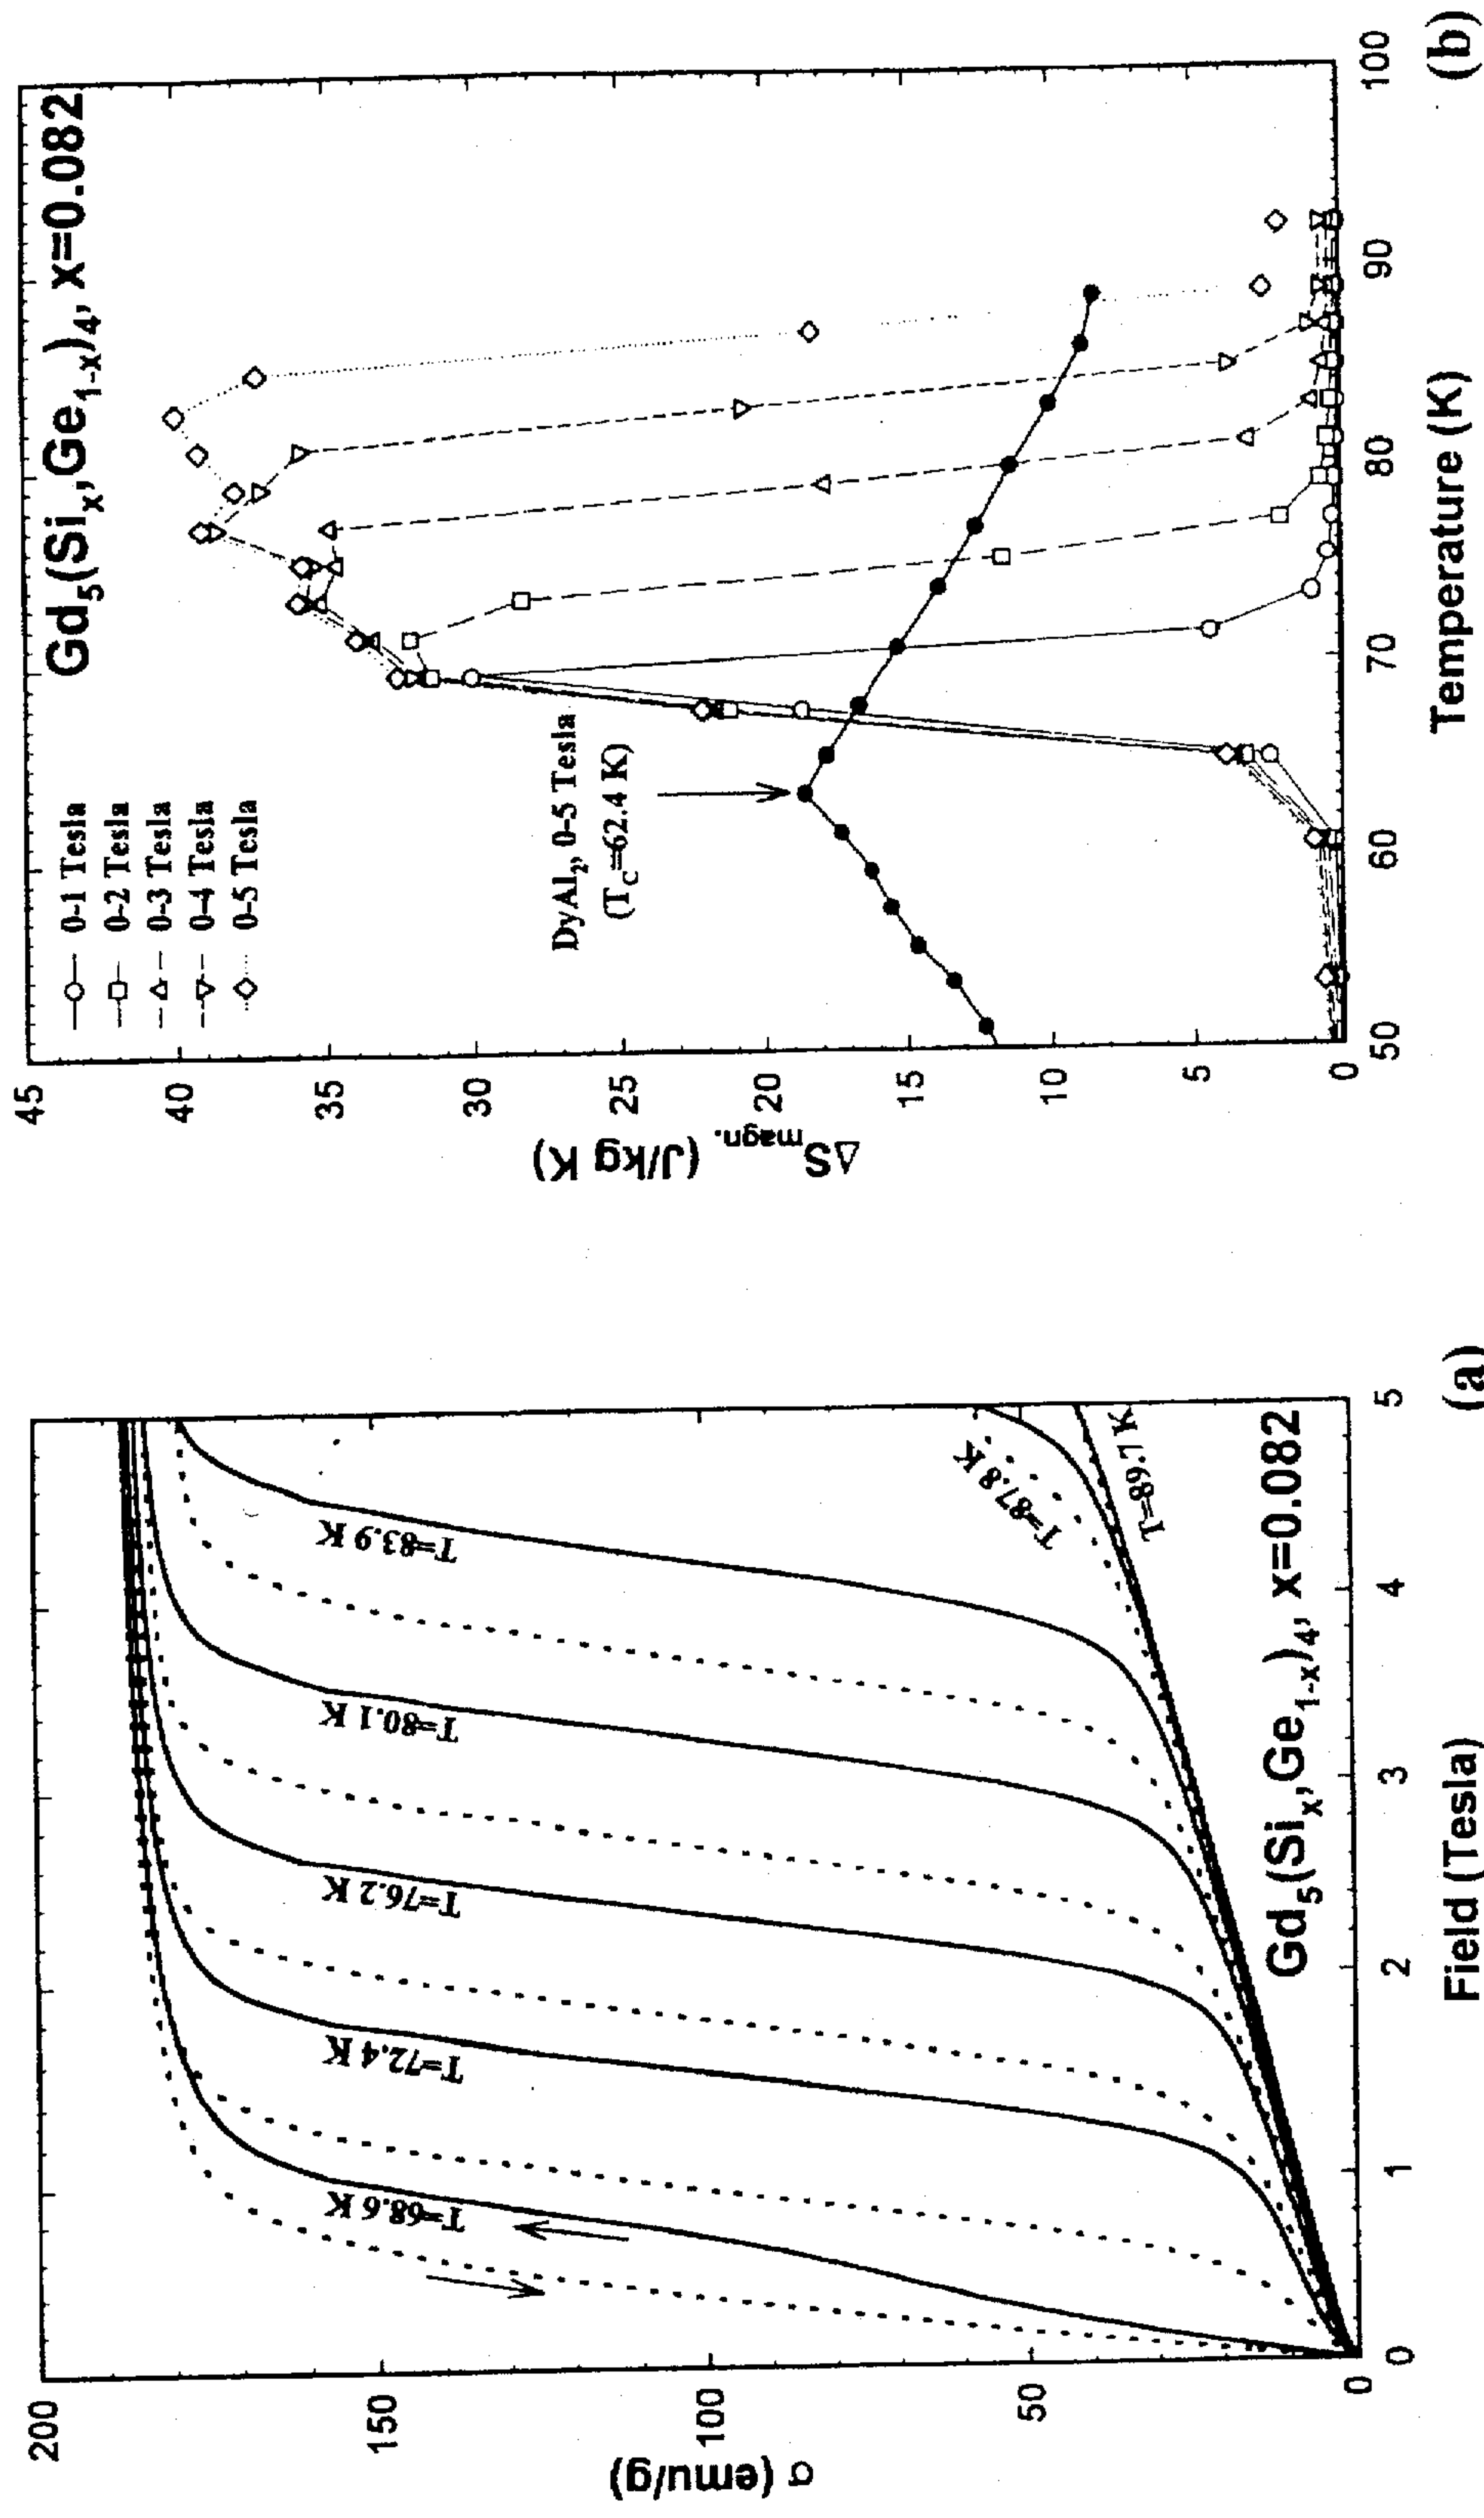 200
150
100
50
0
σ (emu/g)
T=68.6 K
T=72.4 K
T=76.2 K
T=80.1 K
T=83.9 K
T=87.8 K
T=89.7 K
Gd5(Six,Ge1-x)4, x=0.082
0 1 2 3 4 5
Field (Tesla)
(a)
Gd5(Six,Ge1-x)4, x=0.082
45
40
35
30
25
20
15
10
5
0
ΔSmagn. (J/kg K)
0-1 Tesla
0-2 Tesla
0-3 Tesla
0-4 Tesla
0-5 Tesla
DyAl2, 0-5 Tesla
(TC=62.4 K)
50 60 70 80 90 100
Temperature (K)
(b)